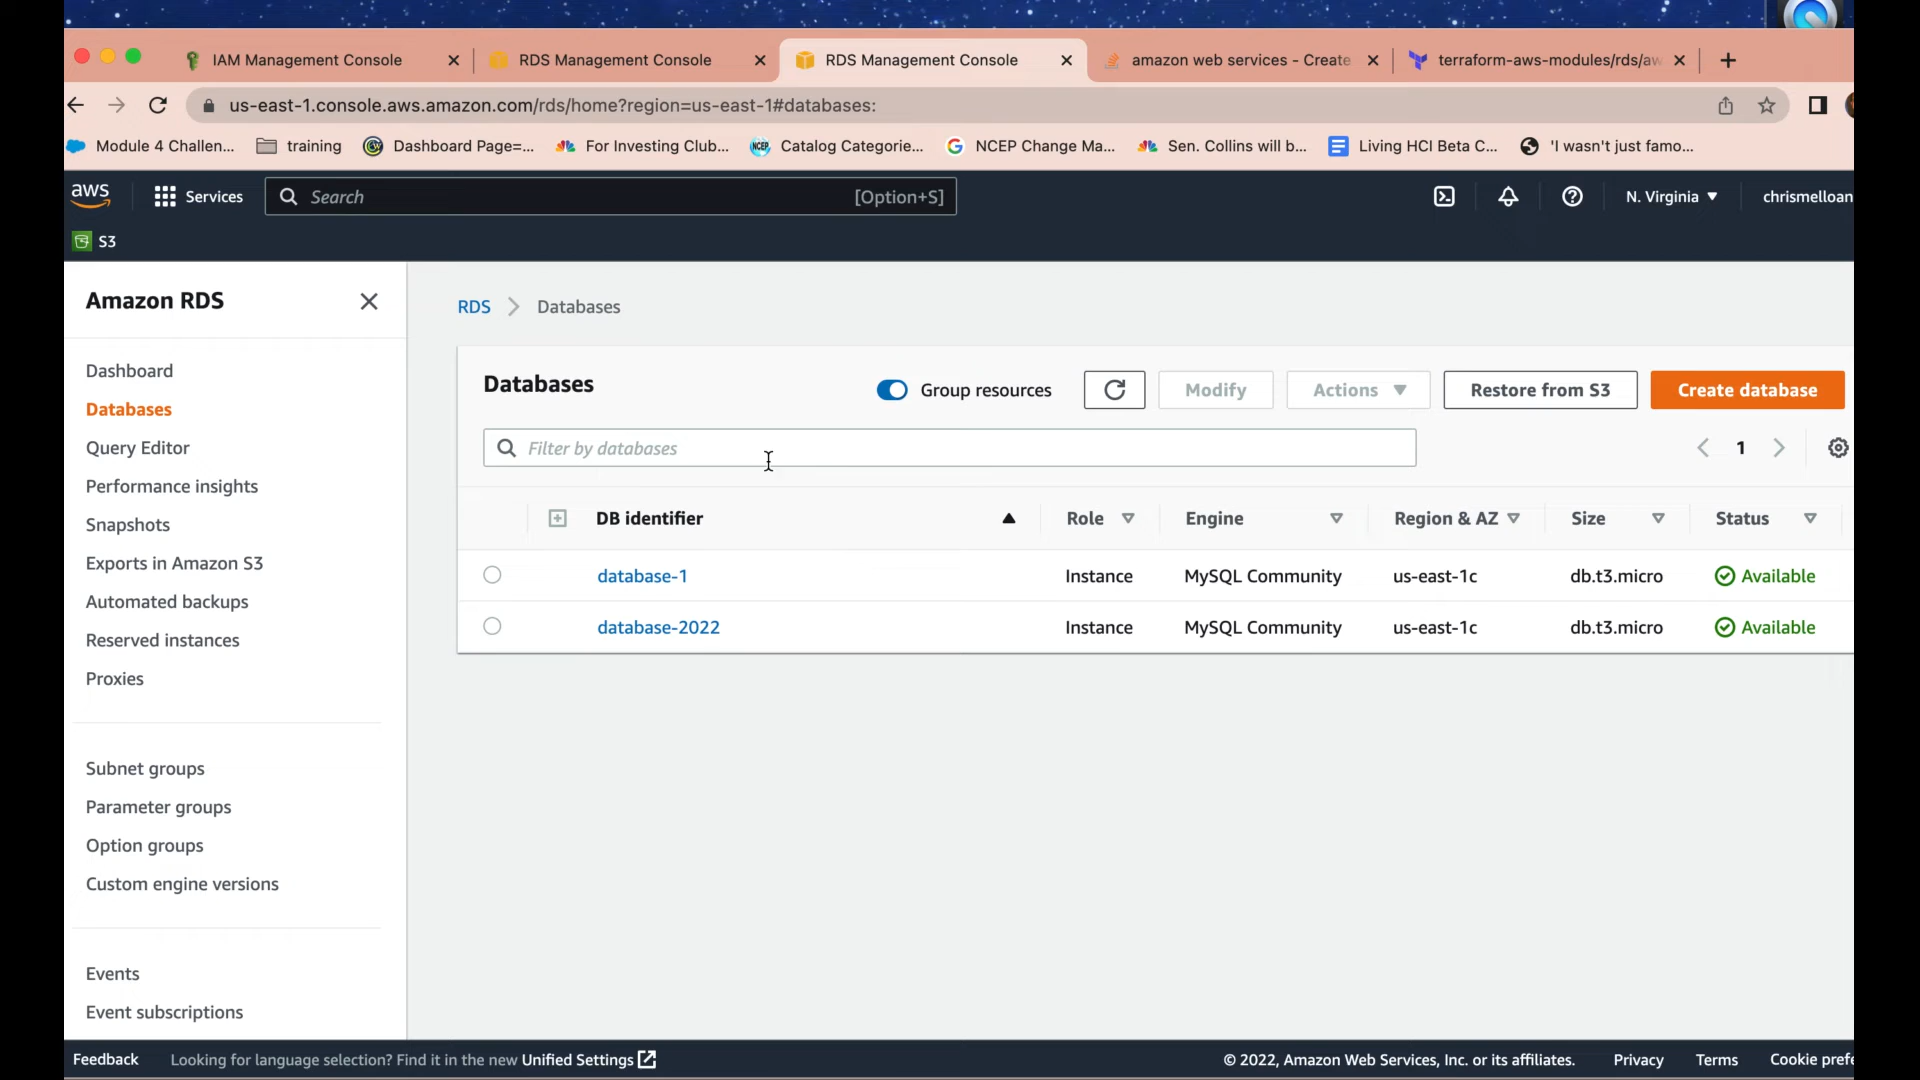 IAM Management Console
RDS Management Console
RDS Management Console
amazon web services - Create
terraform-aws-modules/rds/aw
us-east-1.console.aws.amazon.com/rds/home?region=us-east-1#databases:
Module 4 Challen...
training
Dashboard Page=...
For Investing Club...
NCEP
Catalog Categorie...
NCEP Change Ma...
Sen. Collins will b...
Living HCI Beta C...
'I wasn't just famo...
aws
Services
Search
[Option+S]
N. Virginia
chrismelloan
S3
Amazon RDS
Dashboard
Databases
Query Editor
Performance insights
Snapshots
Exports in Amazon S3
Automated backups
Reserved instances
Proxies
Subnet groups
Parameter groups
Option groups
Custom engine versions
Events
Event subscriptions
RDS > Databases
Databases
Group resources
Modify
Actions
Restore from S3
Create database
Filter by databases
1
DB identifier Role Engine Region & AZ Size Status
database-1 Instance MySQL Community us-east-1c db.t3.micro Available
database-2022 Instance MySQL Community us-east-1c db.t3.micro Available
Feedback
Looking for language selection? Find it in the new Unified Settings
© 2022, Amazon Web Services, Inc. or its affiliates.
Privacy
Terms
Cookie prefe